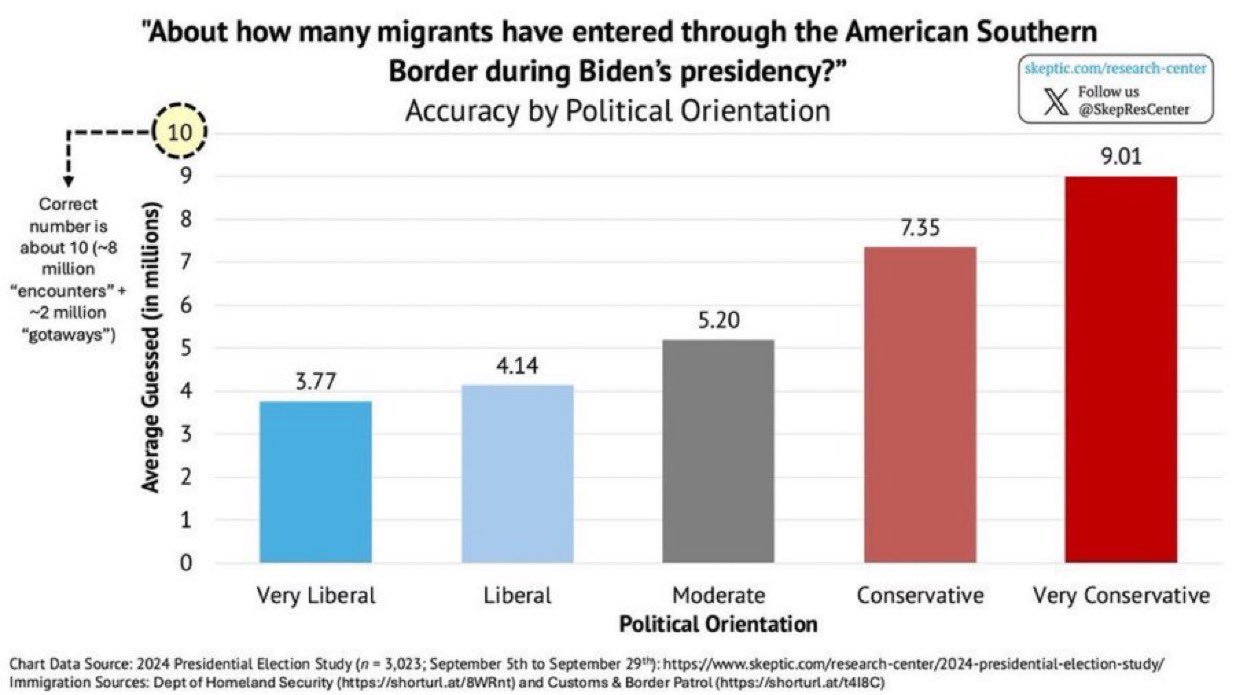 "About how many migrants have entered through the American Southern
Border during Biden's presidency?”
Accuracy by Political Orientation
skeptic.com/research-center
Follow us
@SkepResCenter
Correct
number is
about 10 (~8
million
“encounters” +
~2 million
“gotaways”)
Average Guessed (in millions)
10
9
8
7
6
5
4
3
2
1
0
3.77
4.14
5.20
7.35
9.01
Very Liberal
Liberal
Moderate
Conservative
Very Conservative
Political Orientation
Chart Data Source: 2024 Presidential Election Study (n = 3,023; September 5th to September 29th): https://www.skeptic.com/research-center/2024-presidential-election-study/
Immigration Sources: Dept of Homeland Security (https://shorturl.at/8WRnt) and Customs & Border Patrol (https://shorturl.at/t4I8C)